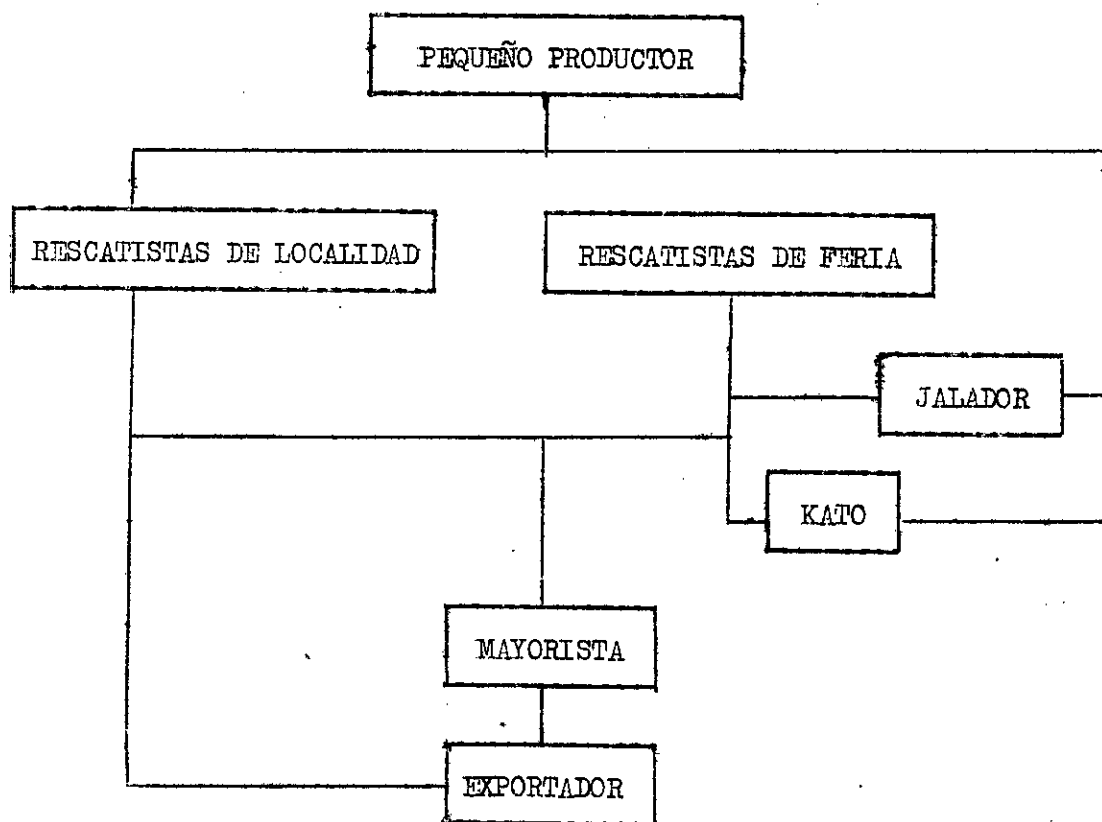 PEQUEÑO PRODUCTOR
RESCATISTAS DE LOCALIDAD
RESCATISTAS DE FERIA
JALADOR
KATO
MAYORISTA
EXPORTADOR